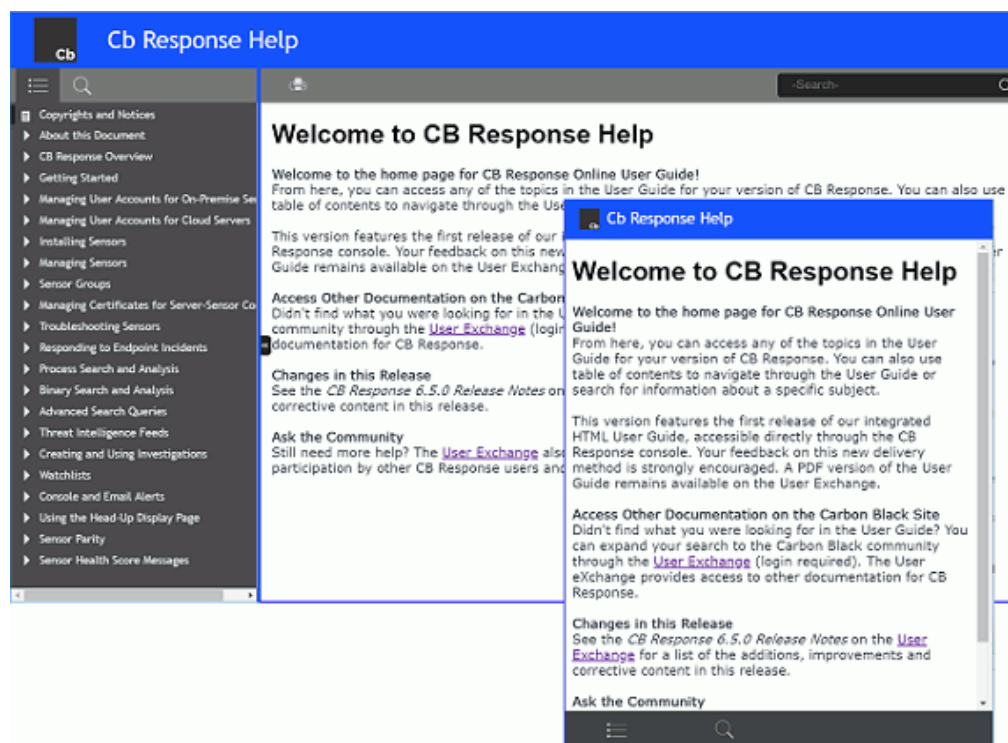 Cb
Cb Response Help
-Search-
Copyrights and Notices
About this Document
CB Response Overview
Getting Started
Managing User Accounts for On-Premise Se
Managing User Accounts for Cloud Servers
Installing Sensors
Managing Sensors
Sensor Groups
Managing Certificates for Server-Sensor Co
Troubleshooting Sensors
Responding to Endpoint Incidents
Process Search and Analysis
Binary Search and Analysis
Advanced Search Queries
Threat Intelligence Feeds
Creating and Using Investigations
Watchlists
Console and Email Alerts
Using the Head-Up Display Page
Sensor Parity
Sensor Health Score Messages
Welcome to CB Response Help
Welcome to the home page for CB Response Online User Guide!
From here, you can access any of the topics in the User Guide for your version of CB Response. You can also use
table of contents to navigate through the Use
This version features the first release of our i
Response console. Your feedback on this new
Guide remains available on the User Exchang
Access Other Documentation on the Carbon
Didn't find what you were looking for in the U
community through the User Exchange (login
documentation for CB Response.
Changes in this Release
See the CB Response 6.5.0 Release Notes on
corrective content in this release.
Ask the Community
Still need more help? The User Exchange also
participation by other CB Response users and
Cb Response Help
Welcome to CB Response Help
Welcome to the home page for CB Response Online User
Guide!
From here, you can access any of the topics in the User
Guide for your version of CB Response. You can also use
table of contents to navigate through the User Guide or
search for information about a specific subject.
This version features the first release of our integrated
HTML User Guide, accessible directly through the CB
Response console. Your feedback on this new delivery
method is strongly encouraged. A PDF version of the User
Guide remains available on the User Exchange.
Access Other Documentation on the Carbon Black Site
Didn't find what you were looking for in the User Guide? You
can expand your search to the Carbon Black community
through the User Exchange (login required). The User
eXchange provides access to other documentation for CB
Response.
Changes in this Release
See the CB Response 6.5.0 Release Notes on the User
Exchange for a list of the additions, improvements and
corrective content in this release.
Ask the Community